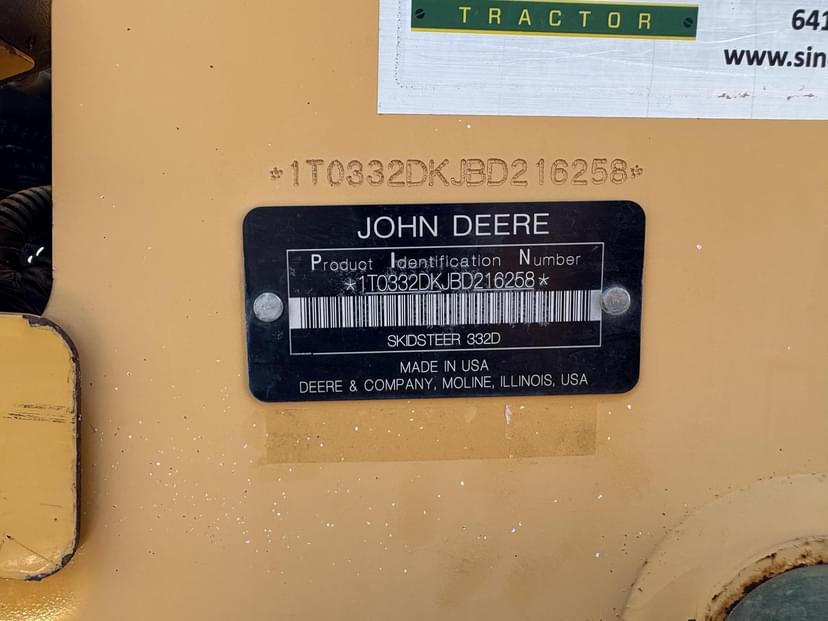 TRACTOR
641
www.sin
*1T0332DKJBD216258*
JOHN DEERE
Product Identification Number
*1T0332DKJBD216258*
SKIDSTEER 332D
MADE IN USA
DEERE & COMPANY, MOLINE, ILLINOIS, USA